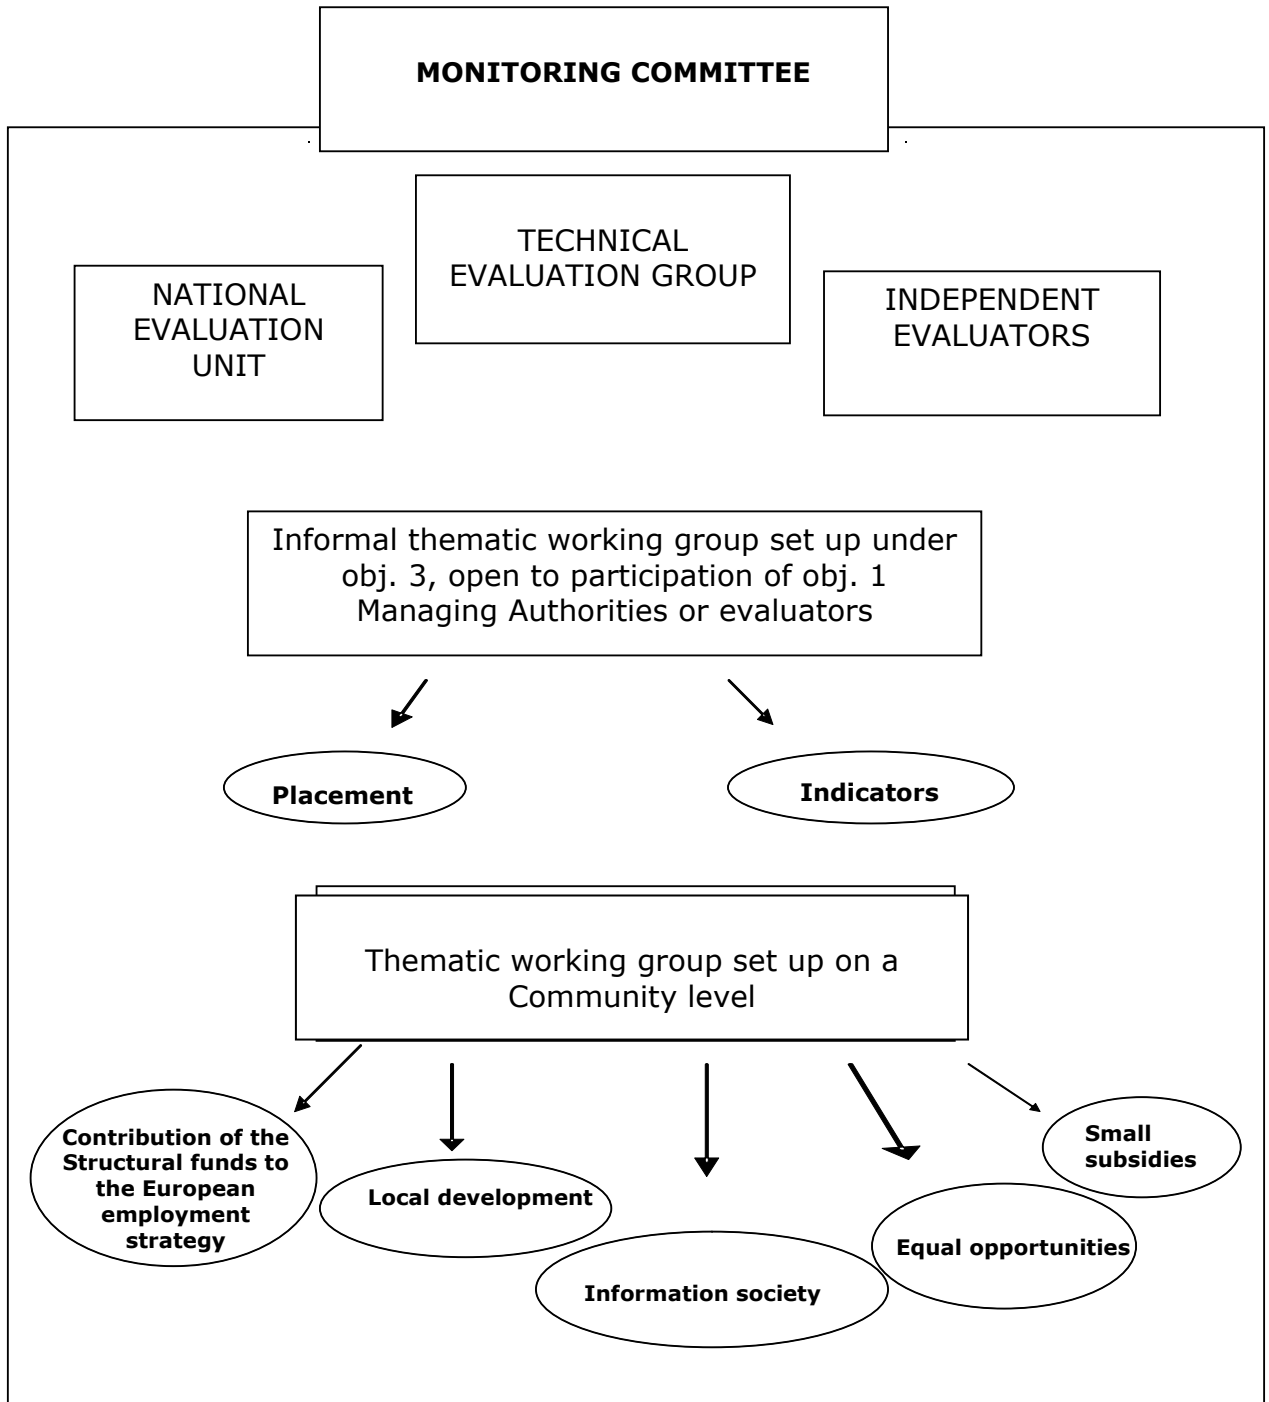 MONITORING COMMITTEE
TECHNICAL
EVALUATION GROUP
NATIONAL
EVALUATION
UNIT
INDEPENDENT
EVALUATORS
Informal thematic working group set up under
obj. 3, open to participation of obj. 1
Managing Authorities or evaluators
Placement
Indicators
Thematic working group set up on a
Community level
Contribution of the
Structural funds to
the European
employment
strategy
Local development
Information society
Equal opportunities
Small
subsidies